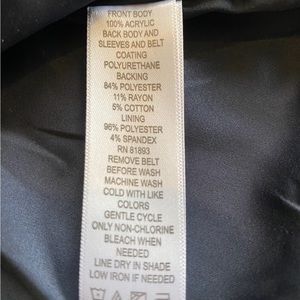 FRONT BODY
100% ACRYLIC
BACK BODY AND
SLEEVES AND BELT
COATING
POLYURETHANE
BACKING
84% POLYESTER
11% RAYON
5% COTTON
LINING
96% POLYESTER
4% SPANDEX
RN 81893
REMOVE BELT
BEFORE WASH
MACHINE WASH
COLD WITH LIKE
COLORS
GENTLE CYCLE
ONLY NON-CHLORINE
BLEACH WHEN
NEEDED
LINE DRY IN SHADE
LOW IRON IF NEEDED